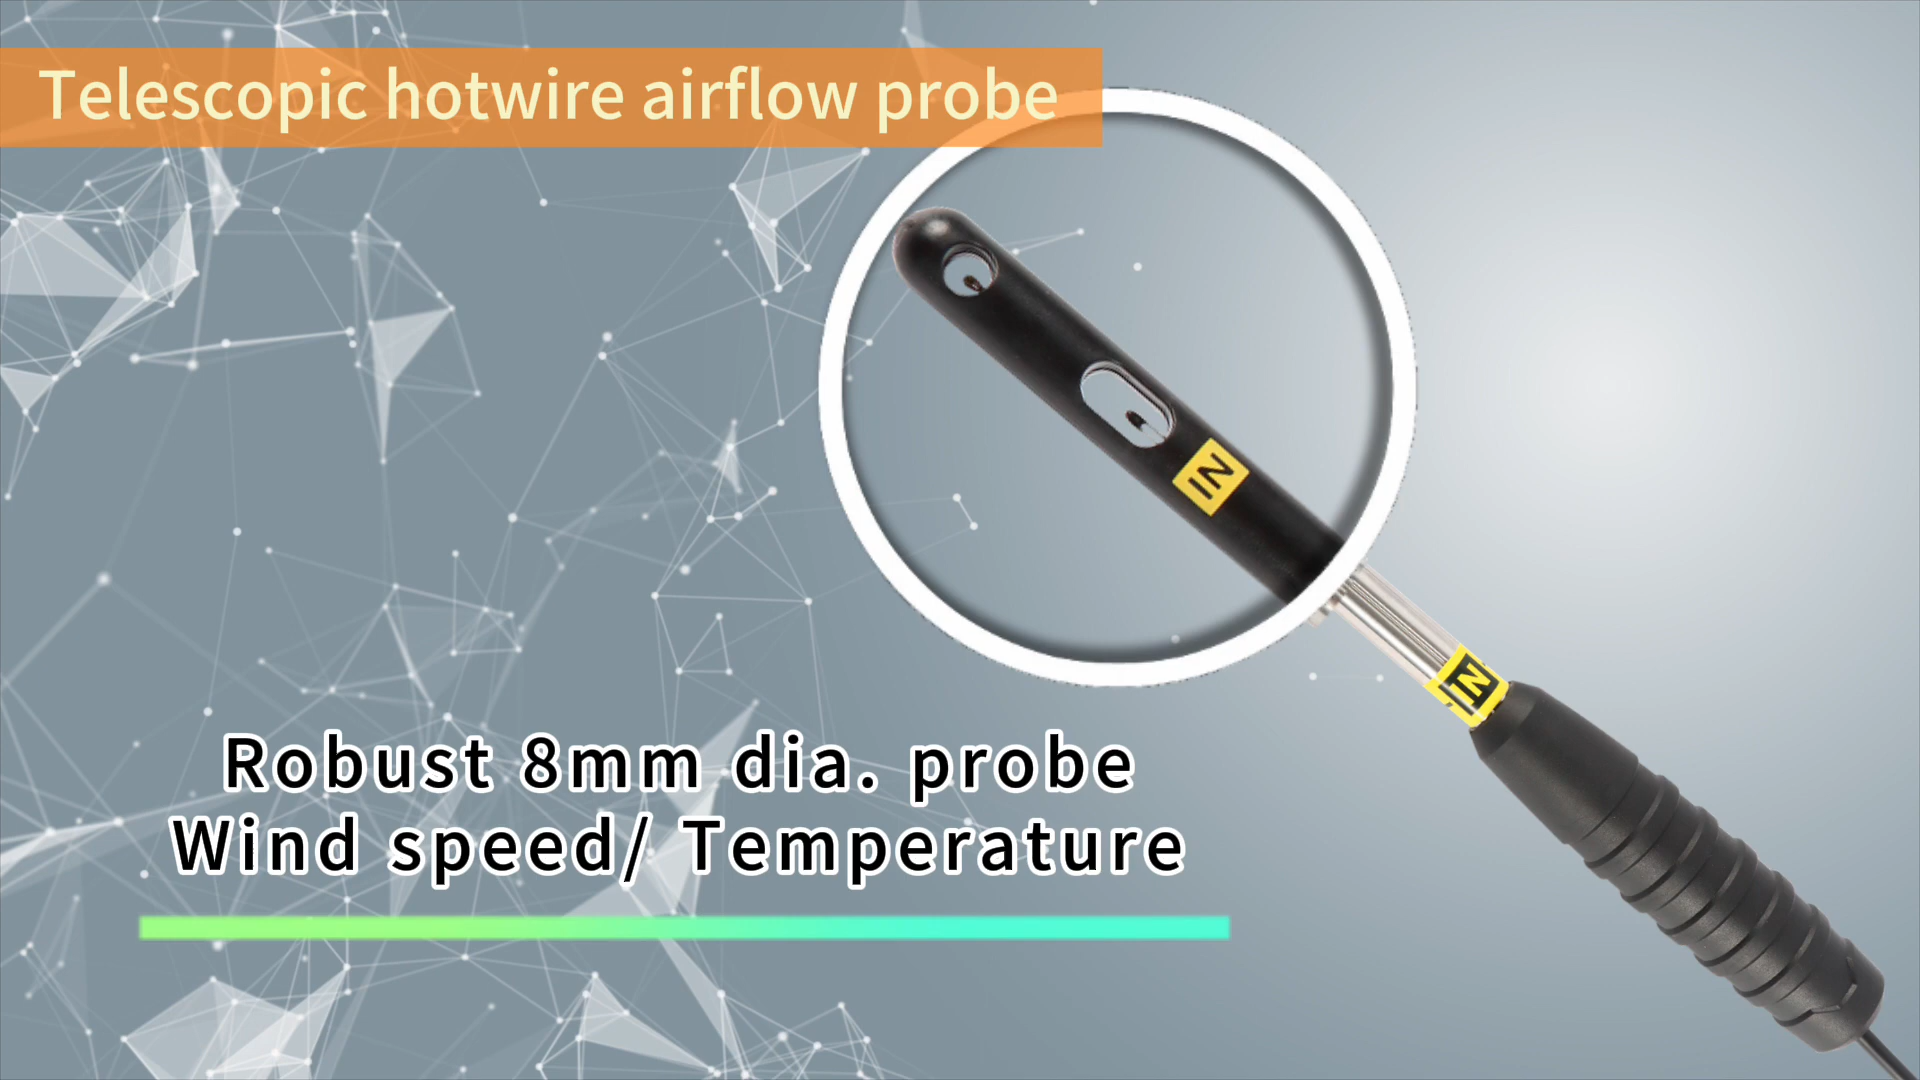 Telescopic hotwire airflow probe
IN
IN
Robust 8mm dia. probe
Wind speed/ Temperature